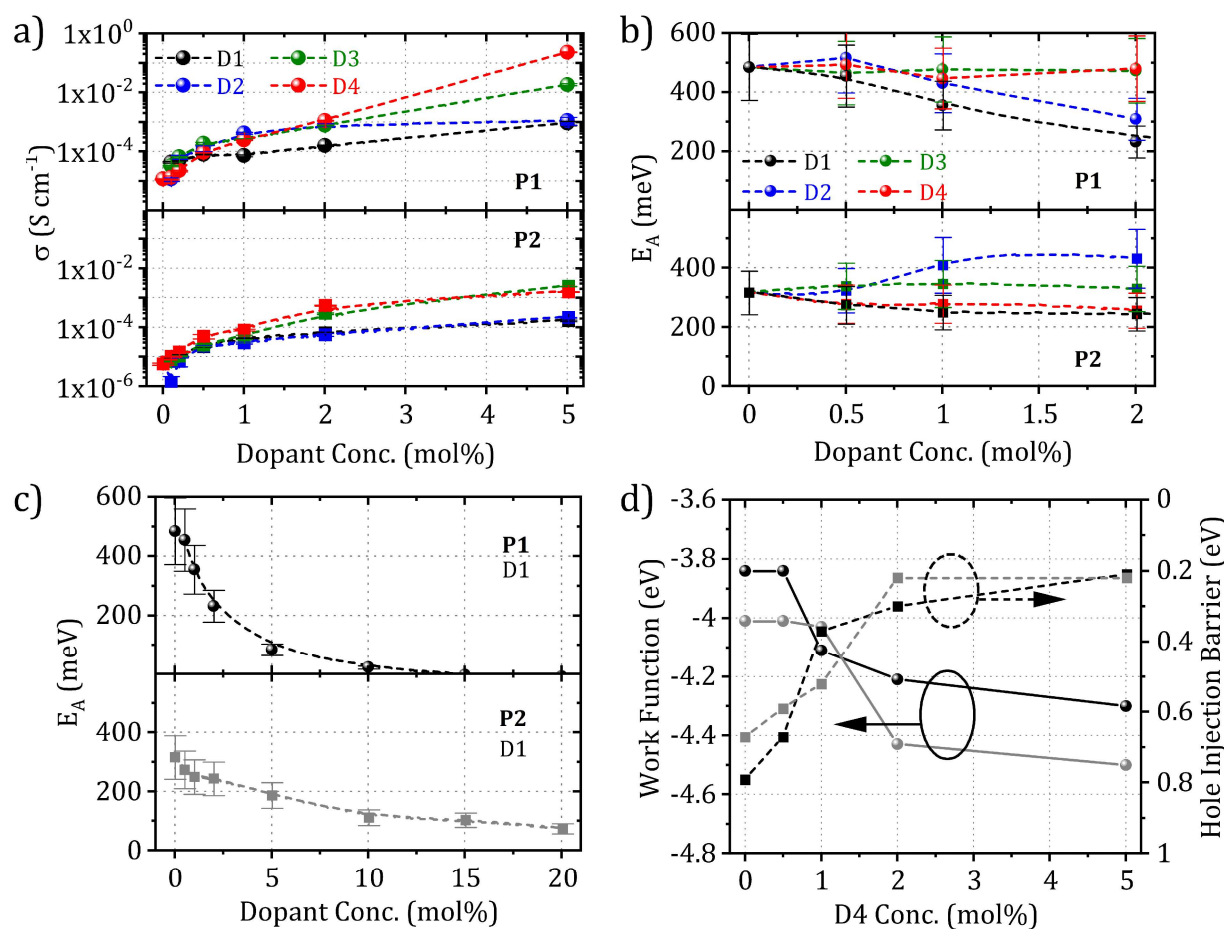 a)
1x10⁰
1x10⁻²
1x10⁻⁴
D1
D2
D3
D4
P1
P2
1x10⁻²
1x10⁻⁴
1x10⁻⁶
σ (S cm⁻¹)
0 1 2 3 4 5
Dopant Conc. (mol%)
b)
600
400
200
D1
D2
D3
D4
P1
P2
400
200
0
E_A (meV)
0 0.5 1 1.5 2
Dopant Conc. (mol%)
c)
600
400
200
P1
D1
P2
D1
400
200
0
E_A (meV)
0 5 10 15 20
Dopant Conc. (mol%)
d)
-3.6
-3.8
-4
-4.2
-4.4
-4.6
-4.8
Work Function (eV)
0
0.2
0.4
0.6
0.8
1
Hole Injection Barrier (eV)
0 1 2 3 4 5
D4 Conc. (mol%)